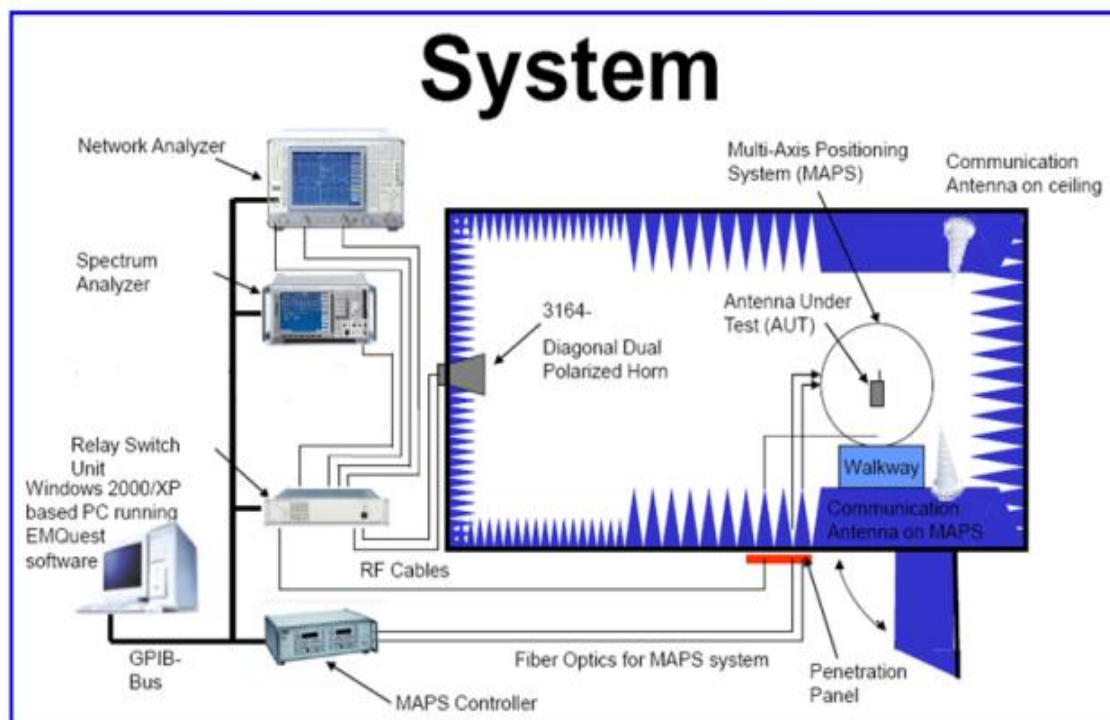 System
Network Analyzer
Multi-Axis Positioning
System (MAPS)
Communication
Antenna on ceiling
Spectrum
Analyzer
3164-
Diagonal Dual
Polarized Horn
Antenna Under
Test (AUT)
Relay Switch
Unit
Windows 2000/XP
based PC running
EMQuest
software
Walkway
Communication
Antenna on MAPS
RF Cables
GPIB-
Bus
Fiber Optics for MAPS system
Penetration
Panel
MAPS Controller